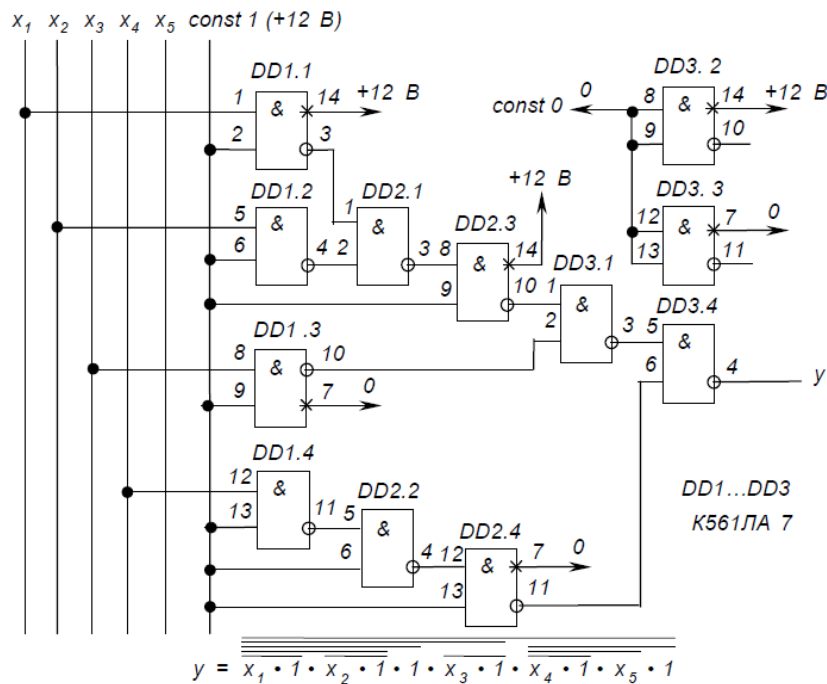 x1 x2 x3 x4 x5 const 1 (+12 В)
DD1.1
1 & 14 +12 В
2 3
DD1.2
5
6 4
DD2.1
1
2 3
DD2.3
+12 В
8 & 14
9 10
DD3.1
1 &
2 3
const 0 0
DD3. 2
8 & 14 +12 В
9 10
DD3. 3
12 & 7 0
13 11
DD3.4
5 &
6 4 y
DD1 .3
8 & 10
9 7 0
DD1.4
12 &
13 11
DD2.2
5 &
6 4
DD2.4
12 & 7 0
13 11
DD1...DD3
К561ЛА 7
y = x1 • 1 • x2 • 1 • 1 • x3 • 1 • x4 • 1 • x5 • 1